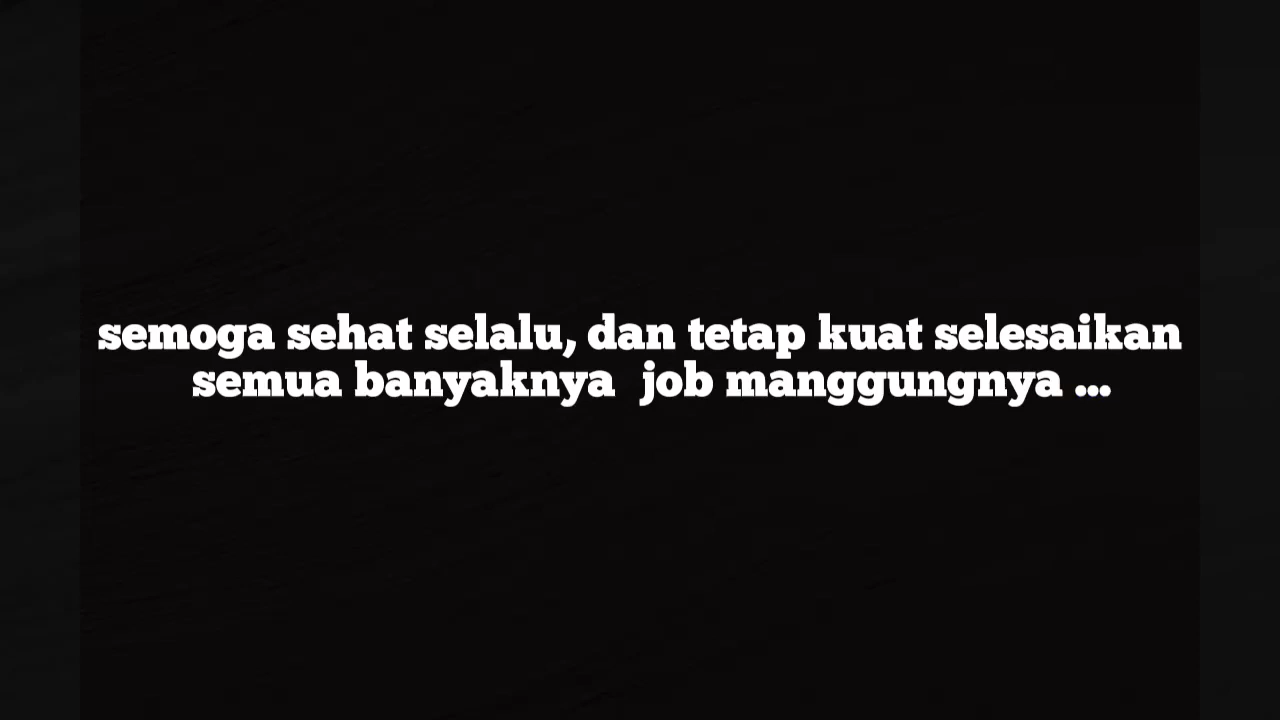 semoga sehat selalu, dan tetap kuat selesaikan
semua banyaknya  job manggungnya ...